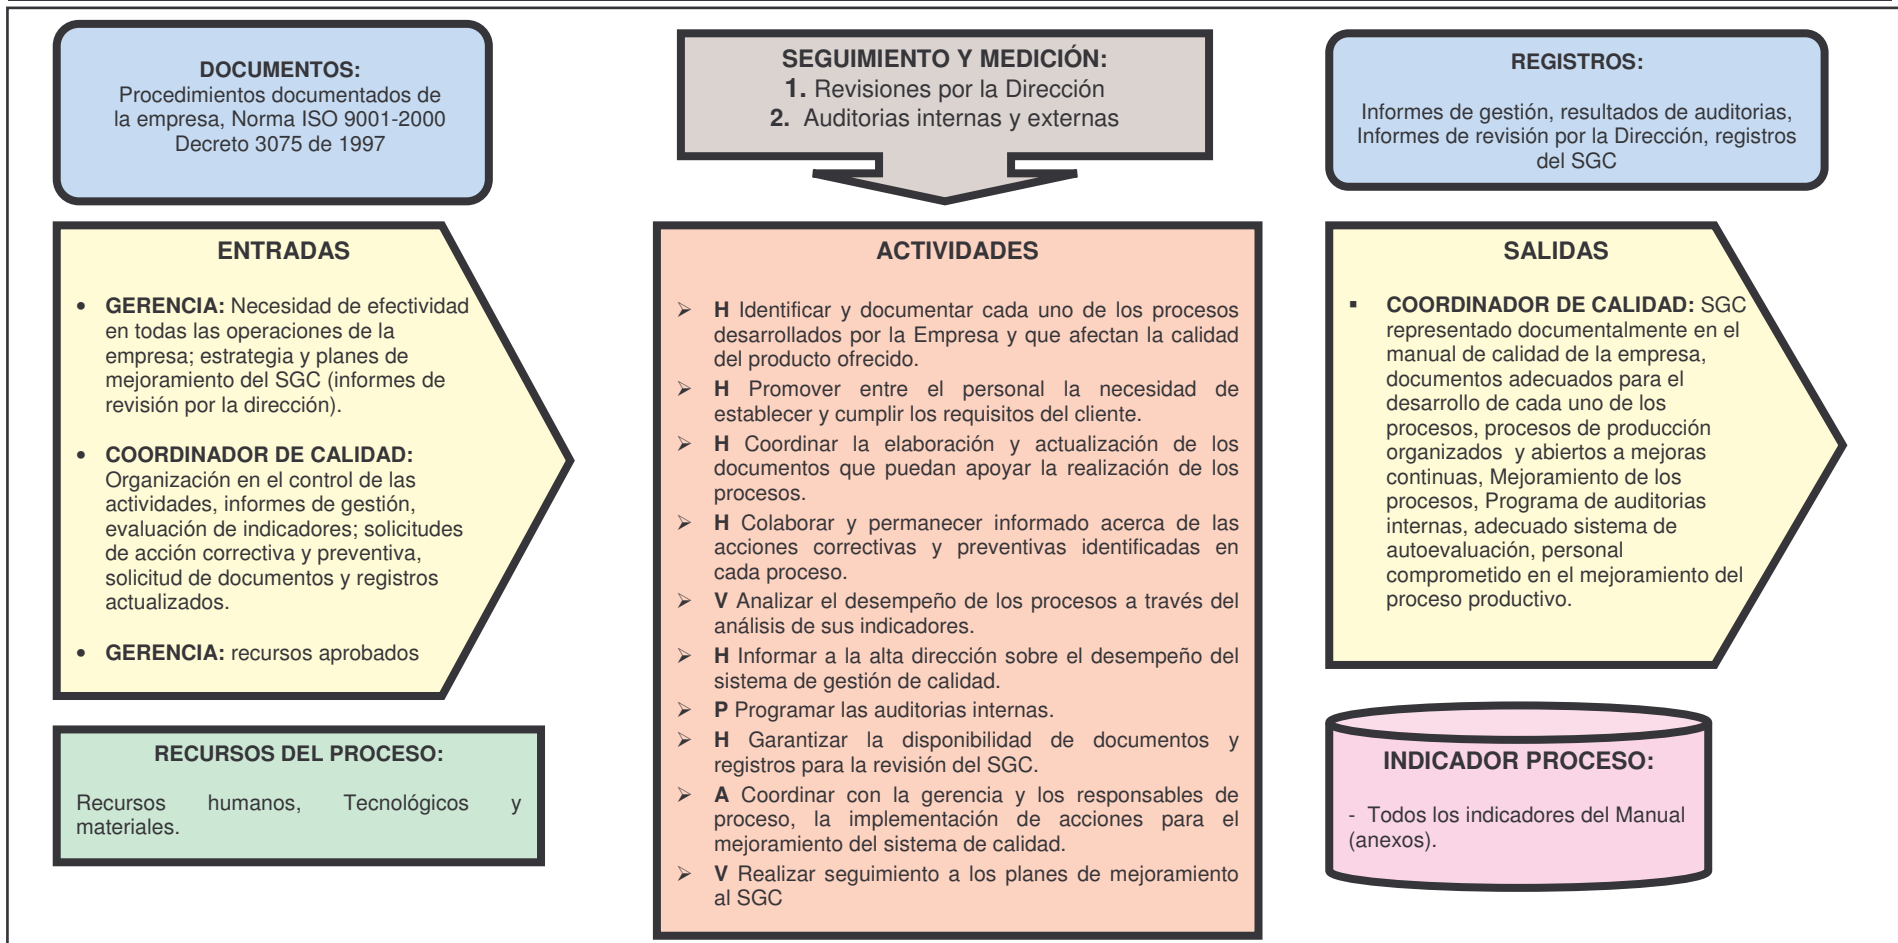 DOCUMENTOS:
Procedimientos documentados de
la empresa, Norma ISO 9001-2000
Decreto 3075 de 1997
SEGUIMIENTO Y MEDICIÓN:
1. Revisiones por la Dirección
2. Auditorias internas y externas
REGISTROS:
Informes de gestión, resultados de auditorias,
Informes de revisión por la Dirección, registros
del SGC
ENTRADAS
• GERENCIA: Necesidad de efectividad
en todas las operaciones de la
empresa; estrategia y planes de
mejoramiento del SGC (informes de
revisión por la dirección).
• COORDINADOR DE CALIDAD:
Organización en el control de las
actividades, informes de gestión,
evaluación de indicadores; solicitudes
de acción correctiva y preventiva,
solicitud de documentos y registros
actualizados.
• GERENCIA: recursos aprobados
RECURSOS DEL PROCESO:
Recursos humanos, Tecnológicos y
materiales.
ACTIVIDADES
➢ H Identificar y documentar cada uno de los procesos
desarrollados por la Empresa y que afectan la calidad
del producto ofrecido.
➢ H Promover entre el personal la necesidad de
establecer y cumplir los requisitos del cliente.
➢ H Coordinar la elaboración y actualización de los
documentos que puedan apoyar la realización de los
procesos.
➢ H Colaborar y permanecer informado acerca de las
acciones correctivas y preventivas identificadas en
cada proceso.
➢ V Analizar el desempeño de los procesos a través del
análisis de sus indicadores.
➢ H Informar a la alta dirección sobre el desempeño del
sistema de gestión de calidad.
➢ P Programar las auditorias internas.
➢ H Garantizar la disponibilidad de documentos y
registros para la revisión del SGC.
➢ A Coordinar con la gerencia y los responsables de
proceso, la implementación de acciones para el
mejoramiento del sistema de calidad.
➢ V Realizar seguimiento a los planes de mejoramiento
al SGC
SALIDAS
▪ COORDINADOR DE CALIDAD: SGC
representado documentalmente en el
manual de calidad de la empresa,
documentos adecuados para el
desarrollo de cada uno de los
procesos, procesos de producción
organizados y abiertos a mejoras
continuas, Mejoramiento de los
procesos, Programa de auditorias
internas, adecuado sistema de
autoevaluación, personal
comprometido en el mejoramiento del
proceso productivo.
INDICADOR PROCESO:
- Todos los indicadores del Manual
(anexos).